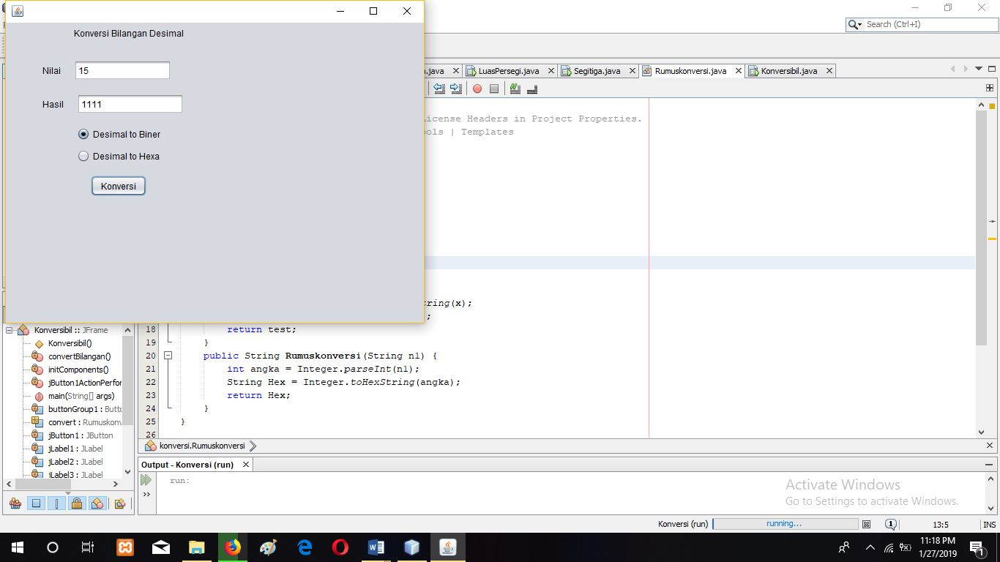 Konversi Bilangan Desimal
Nilai 15
Hasil 1111
Desimal to Biner
Desimal to Hexa
Konversi
Search (Ctrl+I)
.java LuasPersegi.java Segitiga.java Rumuskonversi.java Konversibil.java
License Headers in Project Properties.
ools | Templates
ring(x);
;
18 return test;
19 }
20 public String Rumuskonversi(String n1) {
21 int angka = Integer.parseInt(n1);
22 String Hex = Integer.toHexString(angka);
23 return Hex;
24 }
25 }
26
Konversibil :: JFrame
Konversibil()
convertBilangan()
initComponents()
jButton1ActionPerfor
main(String[] args)
buttonGroup1 : Butto
convert : Rumuskonv
jButton1 : JButton
jLabel1 : JLabel
jLabel2 : JLabel
jLabel3 : JLabel
konversi.Rumuskonversi
Output - Konversi (run)
run:
Activate Windows
Go to Settings to activate Windows.
Konversi (run) running... 1 13:5 INS
11:18 PM
1/27/2019
1